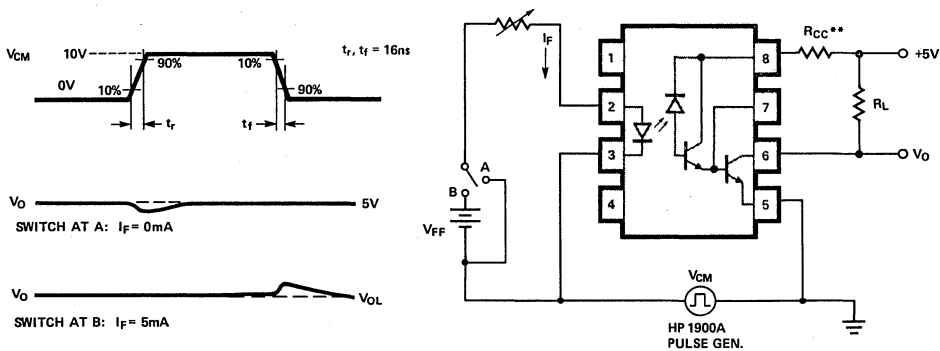 VCM
10V
0V
10%
90%
10%
90%
tr
tf
tr, tf = 16ns
VO
5V
SWITCH AT A: IF = 0mA
VO
VOL
SWITCH AT B: IF = 5mA
IF
A
B
VFF
1
2
3
4
8
7
6
5
RCC**
+5V
RL
VO
VCM
HP 1900A
PULSE GEN.